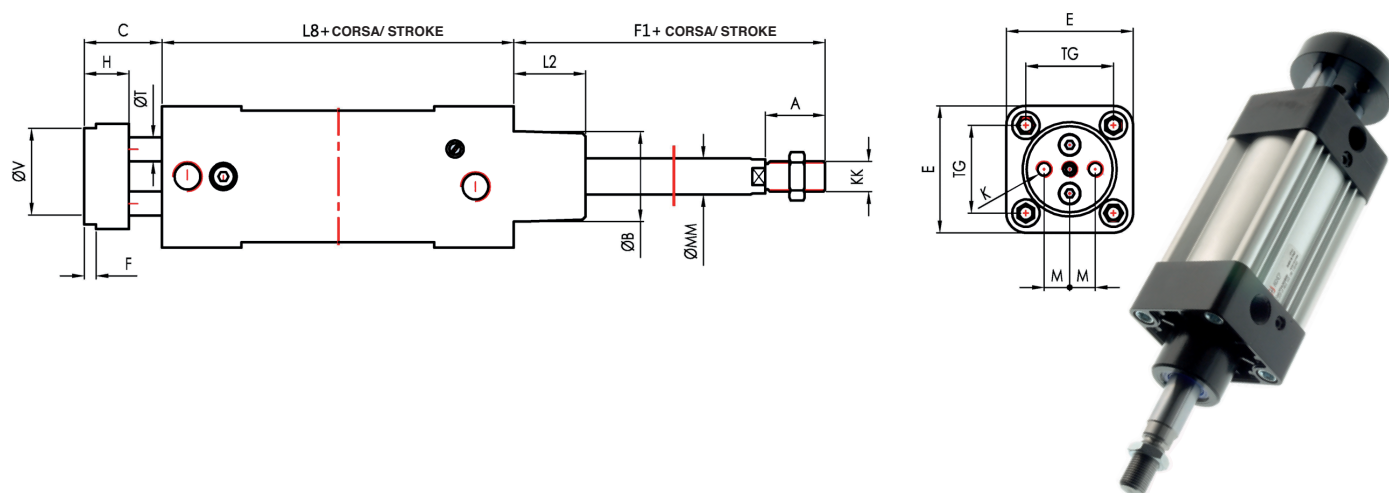 C
L8+ CORSA/ STROKE
F1+ CORSA/ STROKE
H
ØT
L2
A
ØV
KK
ØB
ØMM
F
E
TG
E
TG
K
M
M